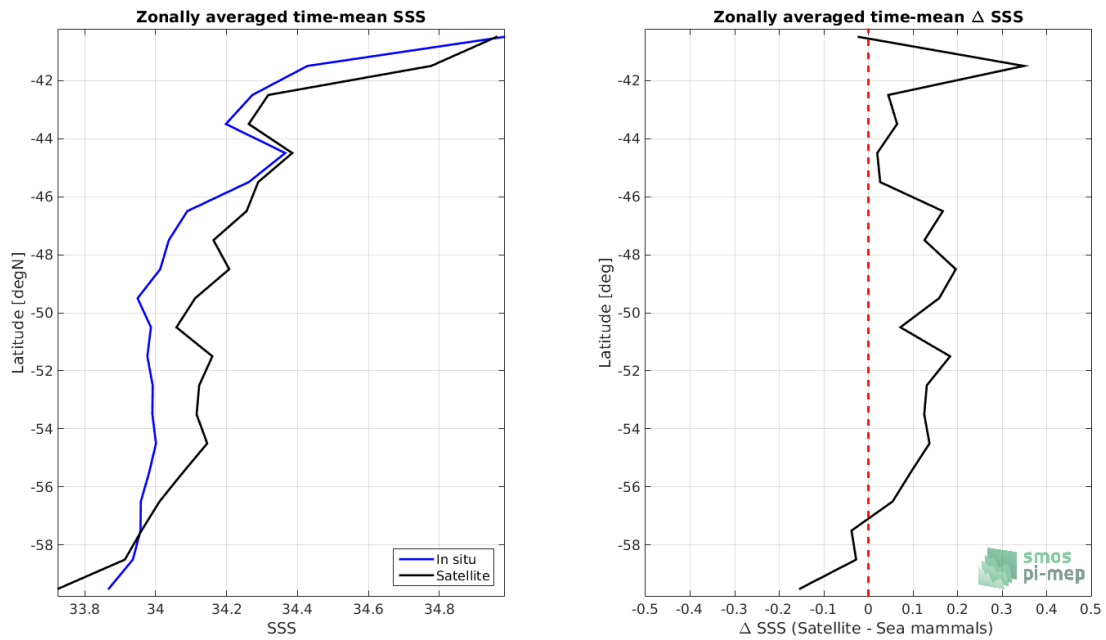 Zonally averaged time-mean SSS
Latitude [degN]
-42
-44
-46
-48
-50
-52
-54
-56
-58
33.8 34 34.2 34.4 34.6 34.8
SSS
In situ
Satellite
Zonally averaged time-mean Δ SSS
Latitude [deg]
-42
-44
-46
-48
-50
-52
-54
-56
-58
-0.5 -0.4 -0.3 -0.2 -0.1 0 0.1 0.2 0.3 0.4 0.5
Δ SSS (Satellite - Sea mammals)
smos
pi-mep